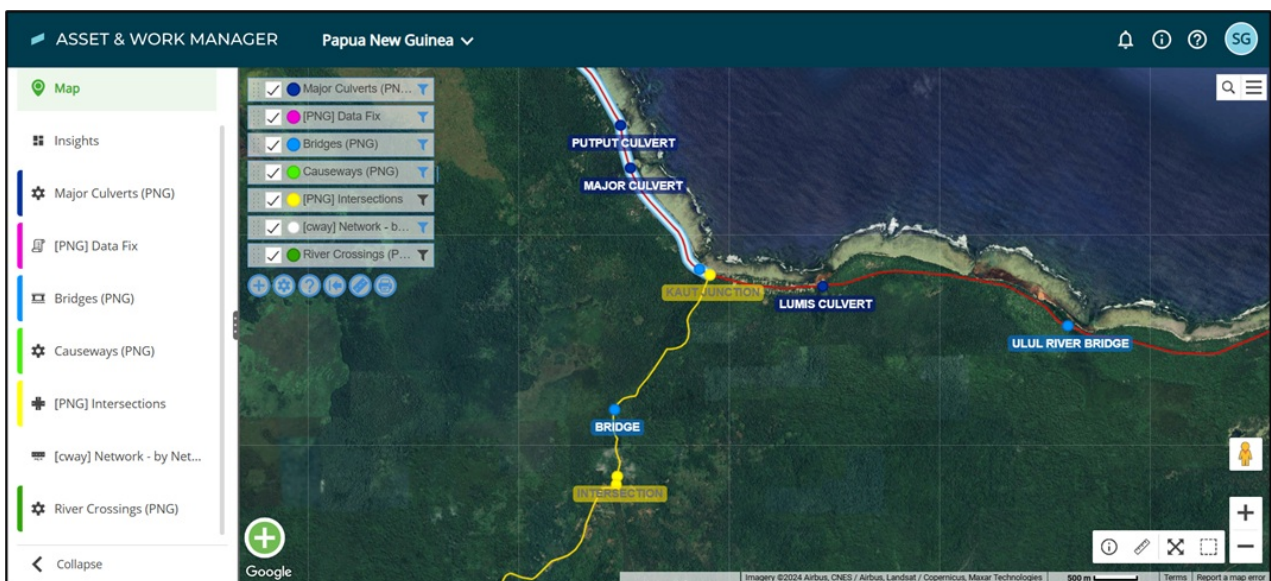 ASSET & WORK MANAGER
Papua New Guinea
SG
Map
Insights
Major Culverts (PNG)
[PNG] Data Fix
Bridges (PNG)
Causeways (PNG)
[PNG] Intersections
[cway] Network - by Net...
River Crossings (PNG)
Collapse
Major Culverts (PN...
[PNG] Data Fix
Bridges (PNG)
Causeways (PNG)
[PNG] Intersections
[cway] Network - b...
River Crossings (P...
PUTPUT CULVERT
MAJOR CULVERT
KAUT JUNCTION
LUMIS CULVERT
ULUL RIVER BRIDGE
BRIDGE
INTERSECTION
Google
Imagery ©2024 Airbus, CNES / Airbus, Landsat / Copernicus, Maxar Technologies
500 m
Terms
Report a map error